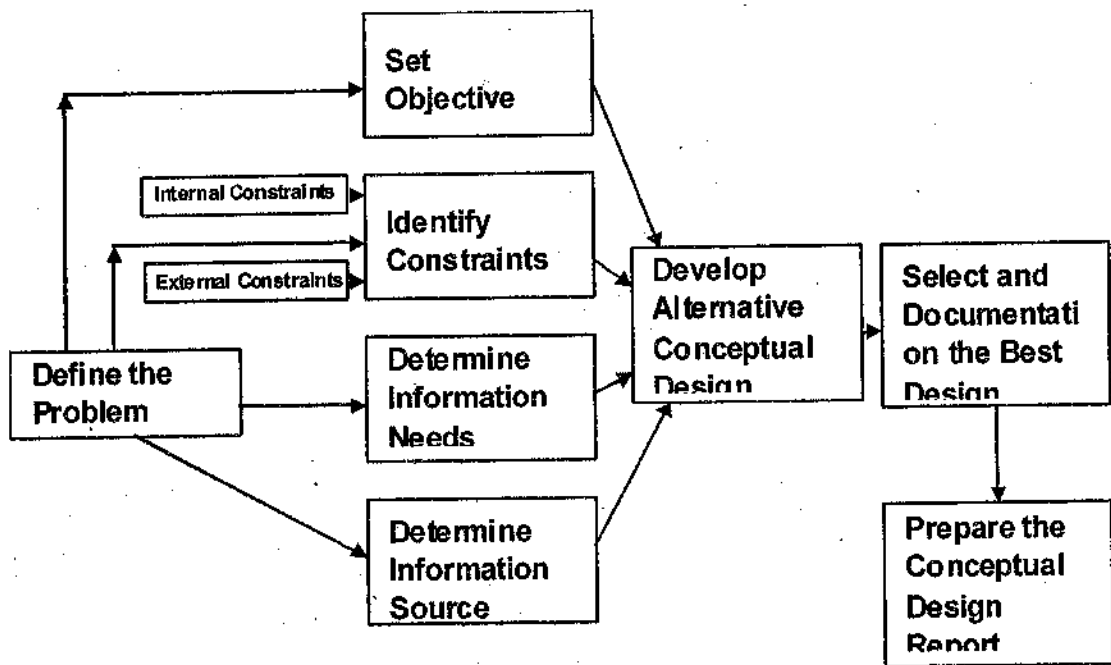 Set
Objective
Internal Constraints
Identify
Constraints
External Constraints
Define the
Problem
Determine
Information
Needs
Determine
Information
Source
Develop
Alternative
Conceptual
Design
Select and
Documentati
on the Best
Design
Prepare the
Conceptual
Design
Report